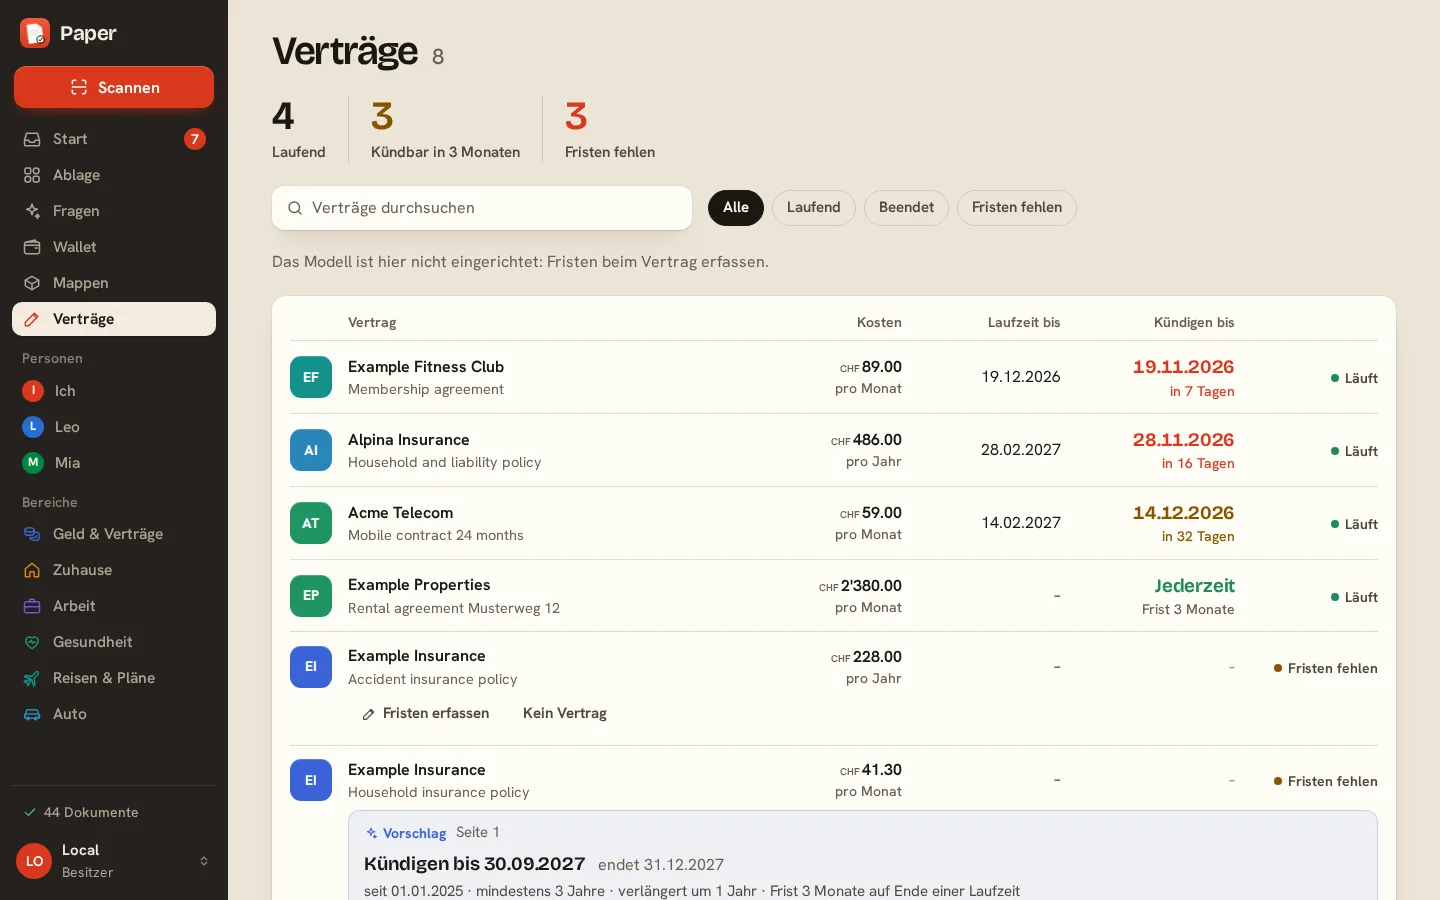 Paper
Scannen
Start 7
Ablage
Fragen
Wallet
Mappen
Verträge
Personen
I Ich
L Leo
M Mia
Bereiche
Geld & Verträge
Zuhause
Arbeit
Gesundheit
Reisen & Pläne
Auto
44 Dokumente
LO Local
Besitzer
Verträge 8
4 3 3
Laufend Kündbar in 3 Monaten Fristen fehlen
Verträge durchsuchen Alle Laufend Beendet Fristen fehlen
Das Modell ist hier nicht eingerichtet: Fristen beim Vertrag erfassen.
Vertrag Kosten Laufzeit bis Kündigen bis
EF Example Fitness Club CHF 89.00 19.12.2026 19.11.2026 Läuft
Membership agreement pro Monat in 7 Tagen
AI Alpina Insurance CHF 486.00 28.02.2027 28.11.2026 Läuft
Household and liability policy pro Jahr in 16 Tagen
AT Acme Telecom CHF 59.00 14.02.2027 14.12.2026 Läuft
Mobile contract 24 months pro Monat in 32 Tagen
EP Example Properties CHF 2'380.00 – Jederzeit Läuft
Rental agreement Musterweg 12 pro Monat Frist 3 Monate
EI Example Insurance CHF 228.00 – – Fristen fehlen
Accident insurance policy pro Jahr
Fristen erfassen Kein Vertrag
EI Example Insurance CHF 41.30 – – Fristen fehlen
Household insurance policy pro Monat
Vorschlag Seite 1
Kündigen bis 30.09.2027 endet 31.12.2027
seit 01.01.2025 · mindestens 3 Jahre · verlängert um 1 Jahr · Frist 3 Monate auf Ende einer Laufzeit